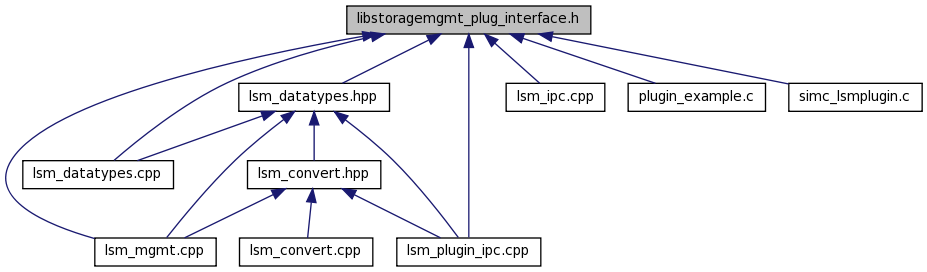 libstoragemgmt_plug_interface.h
lsm_datatypes.hpp
lsm_ipc.cpp
plugin_example.c
simc_lsmplugin.c
lsm_datatypes.cpp
lsm_convert.hpp
lsm_mgmt.cpp
lsm_convert.cpp
lsm_plugin_ipc.cpp